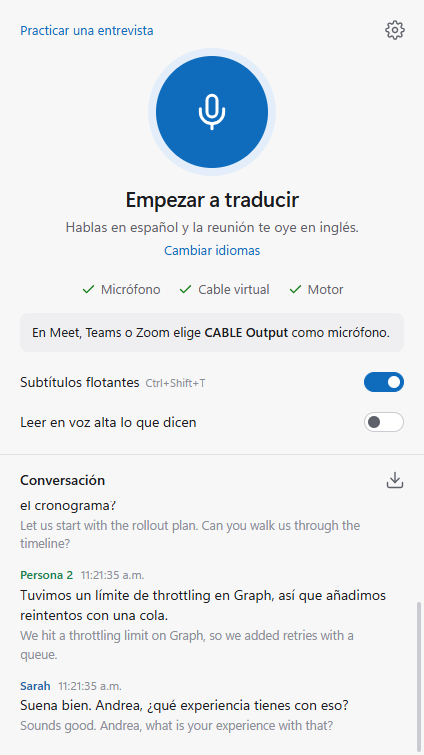 Practicar una entrevista
Empezar a traducir
Hablas en español y la reunión te oye en inglés.
Cambiar idiomas
Micrófono
Cable virtual
Motor
En Meet, Teams o Zoom elige CABLE Output como micrófono.
Subtítulos flotantes Ctrl+Shift+T
Leer en voz alta lo que dicen
Conversación
el cronograma?
Let us start with the rollout plan. Can you walk us through the
timeline?
Persona 2 11:21:35 a.m.
Tuvimos un límite de throttling en Graph, así que añadimos
reintentos con una cola.
We hit a throttling limit on Graph, so we added retries with a
queue.
Sarah 11:21:35 a.m.
Suena bien. Andrea, ¿qué experiencia tienes con eso?
Sounds good. Andrea, what is your experience with that?